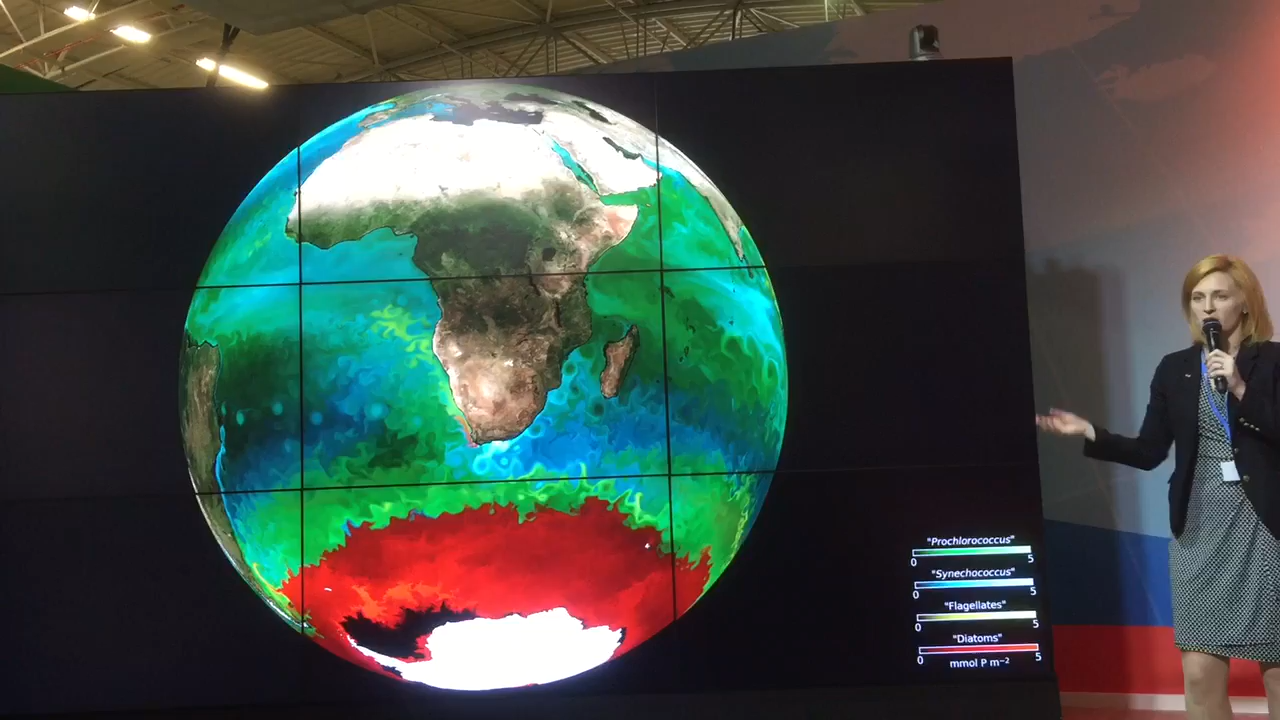 "Prochlorococcus"
0 5
"Synechococcus"
0 5
"Flagellates"
0 5
"Diatoms"
0 5
mmol P m⁻²